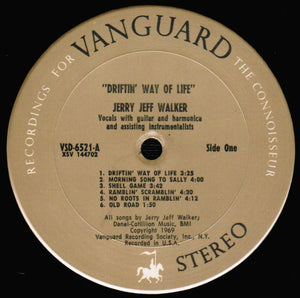 RECORDINGS FOR VANGUARD THE CONNOISSEUR
"DRIFTIN' WAY OF LIFE"
JERRY JEFF WALKER
Vocals with guitar and harmonica
and assisting instrumentalists
VSD-6521-A
XSV 144702
Side One
1. DRIFTIN' WAY OF LIFE 3:25
2. MORNING SONG TO SALLY 4:00
3. SHELL GAME 3:42
4. RAMBLIN' SCRAMBLIN' 4:20
5. NO ROOTS IN RAMBLIN' 4:12
6. OLD ROAD 1:50
All songs by Jerry Jeff Walker;
Danel-Cotillion Music, BMI
Copyright 1969
Vanguard Recording Society, Inc., N.Y.
Recorded in U.S.A.
STEREO